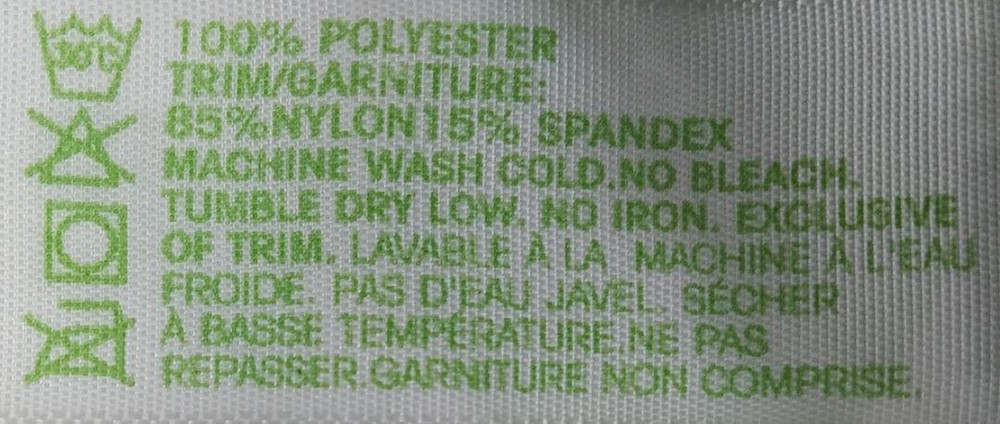 30°C
100% POLYESTER
TRIM/GARNITURE:
85%NYLON15% SPANDEX
MACHINE WASH COLD.NO BLEACH.
TUMBLE DRY LOW. NO IRON. EXCLUSIVE
OF TRIM. LAVABLE À LA MACHINE À L'EAU
FROIDE. PAS D'EAU JAVEL. SÉCHER
À BASSE TEMPÉRATURE.NE PAS
REPASSER.GARNITURE NON COMPRISE.